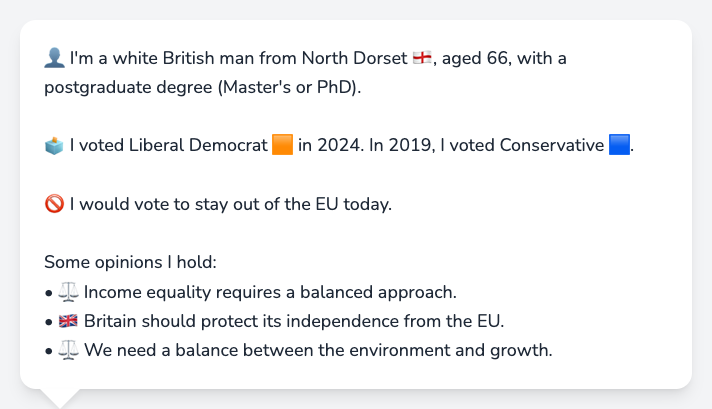 👤 I'm a white British man from North Dorset 🏴󠁧󠁢󠁥󠁮󠁧󠁿, aged 66, with a
postgraduate degree (Master's or PhD).
🗳️ I voted Liberal Democrat 🟧 in 2024. In 2019, I voted Conservative 🟦.
🚫 I would vote to stay out of the EU today.
Some opinions I hold:
• ⚖️ Income equality requires a balanced approach.
• 🇬🇧 Britain should protect its independence from the EU.
• ⚖️ We need a balance between the environment and growth.